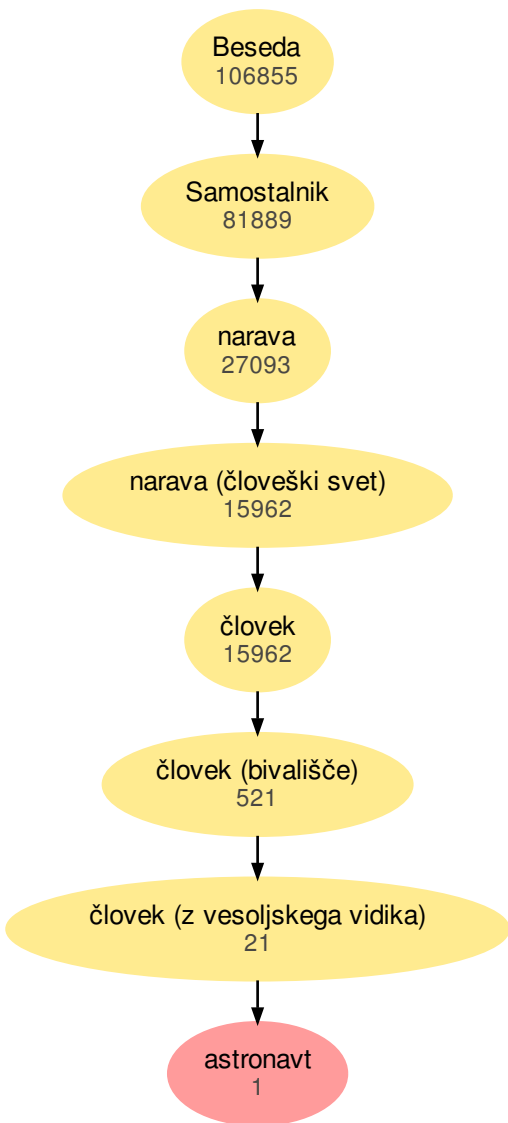 Beseda
106855
Samostalnik
81889
narava
27093
narava (človeški svet)
15962
človek
15962
človek (bivališče)
521
človek (z vesoljskega vidika)
21
astronavt
1